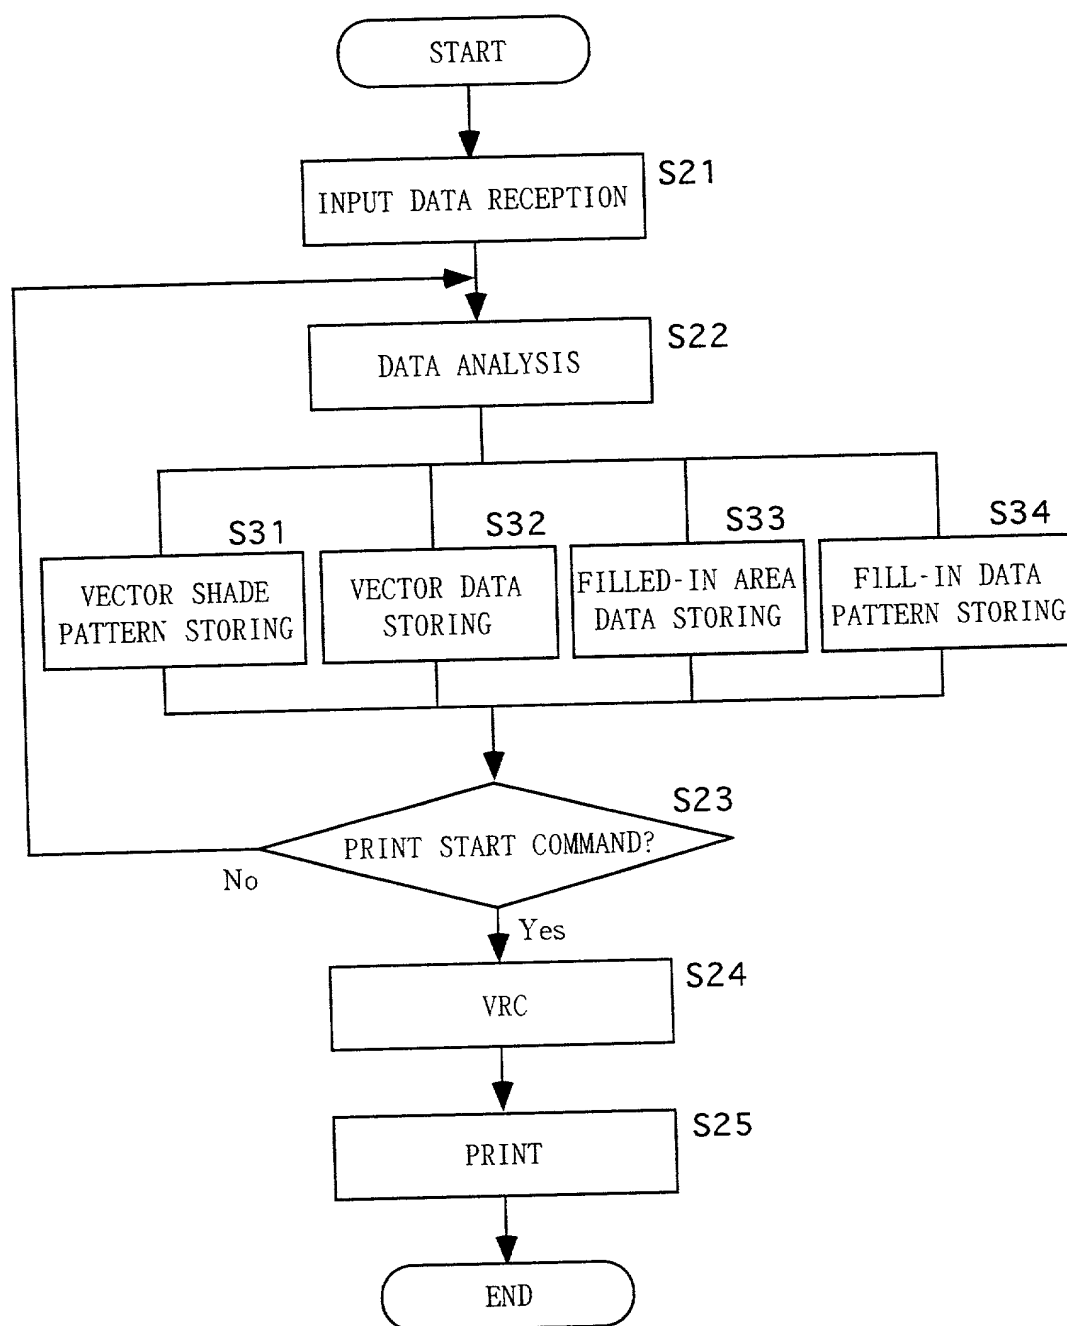 START
S21
INPUT DATA RECEPTION
S22
DATA ANALYSIS
S31
S32
S33
S34
VECTOR SHADE
PATTERN STORING
VECTOR DATA
STORING
FILLED-IN AREA
DATA STORING
FILL-IN DATA
PATTERN STORING
S23
PRINT START COMMAND?
No
Yes
S24
VRC
S25
PRINT
END